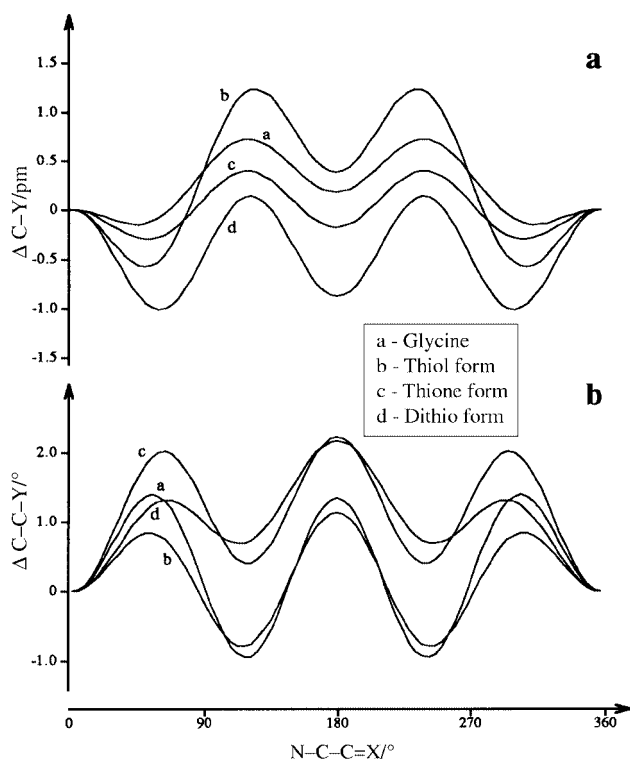 a
1.5
b
1.0
a
0.5
c
0
Δ C–Y/pm
d
-0.5
-1.0
a - Glycine
b - Thiol form
-1.5
c - Thione form
d - Dithio form
b
c
2.0
a
Δ C–C–Y/°
d
1.0
b
0
-1.0
0 90 180 270 360
N–C–C=X/°